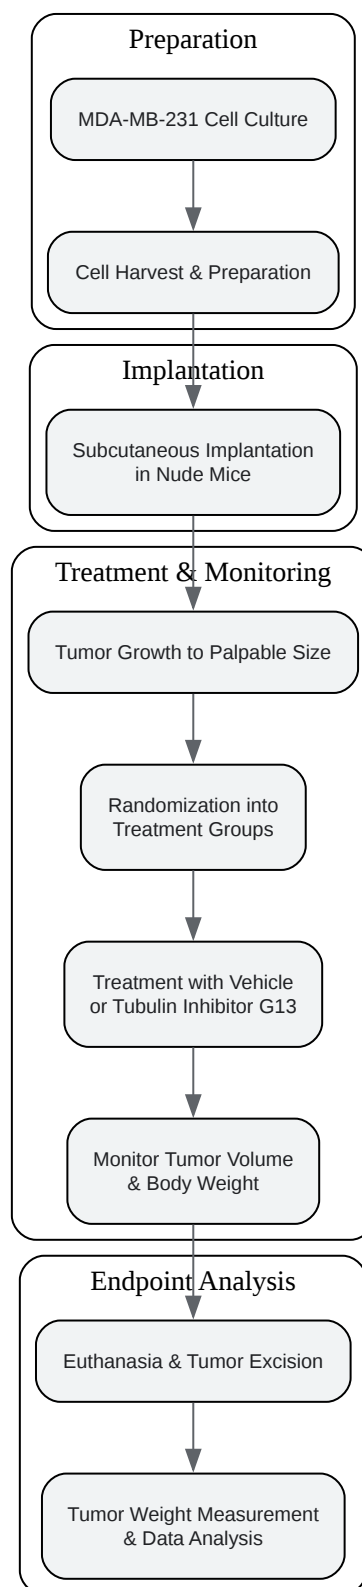 Preparation
MDA-MB-231 Cell Culture
Cell Harvest & Preparation
Implantation
Subcutaneous Implantation
in Nude Mice
Treatment & Monitoring
Tumor Growth to Palpable Size
Randomization into
Treatment Groups
Treatment with Vehicle
or Tubulin Inhibitor G13
Monitor Tumor Volume
& Body Weight
Endpoint Analysis
Euthanasia & Tumor Excision
Tumor Weight Measurement
& Data Analysis